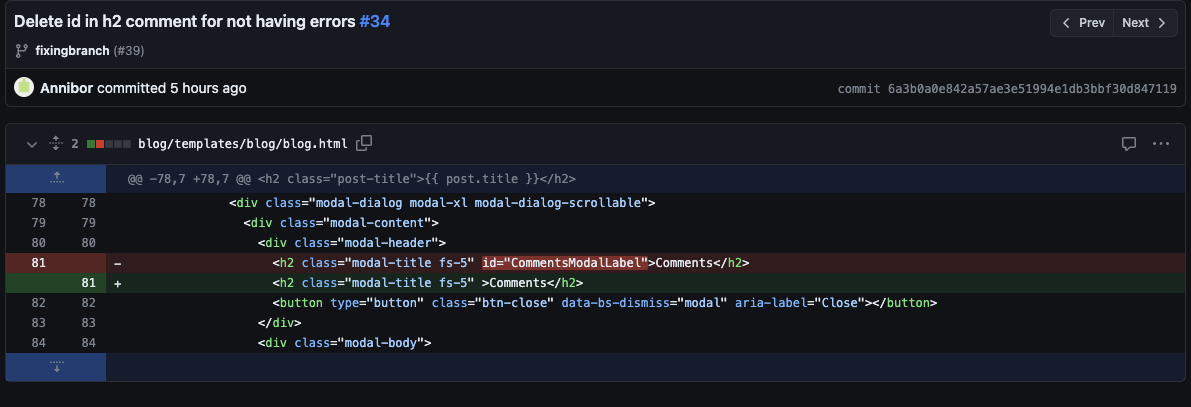 Delete id in h2 comment for not having errors #34
Prev Next
fixingbranch (#39)
Annibor committed 5 hours ago
commit 6a3b0a0e842a57ae3e51994e1db3bbf30d847119
2 blog/templates/blog/blog.html
@@ -78,7 +78,7 @@ <h2 class="post-title">{{ post.title }}</h2>
78 78 <div class="modal-dialog modal-xl modal-dialog-scrollable">
79 79 <div class="modal-content">
80 80 <div class="modal-header">
81 - <h2 class="modal-title fs-5" id="CommentsModalLabel">Comments</h2>
81 + <h2 class="modal-title fs-5" >Comments</h2>
82 82 <button type="button" class="btn-close" data-bs-dismiss="modal" aria-label="Close"></button>
83 83 </div>
84 84 <div class="modal-body">